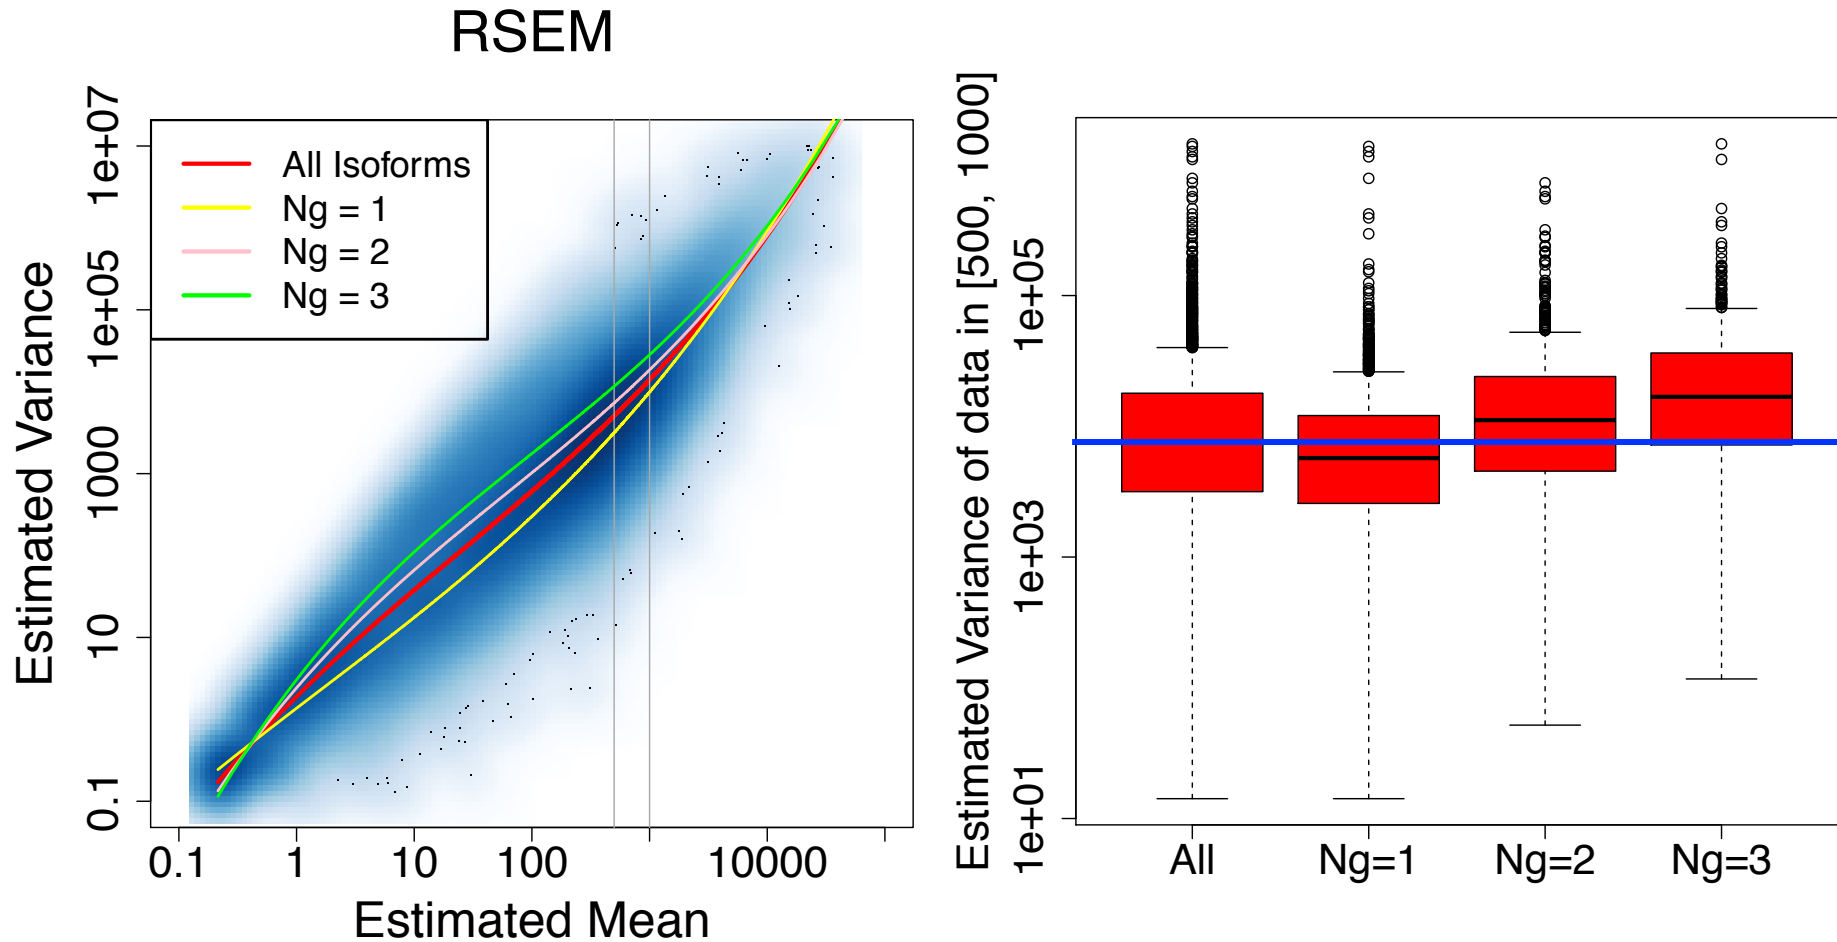 RSEM
Estimated Variance
1e+07
1e+05
1000
10
0.1
All Isoforms
Ng = 1
Ng = 2
Ng = 3
0.1 1 10 100 10000
Estimated Mean
Estimated Variance of data in [500, 1000]
1e+05
1e+03
1e+01
All Ng=1 Ng=2 Ng=3